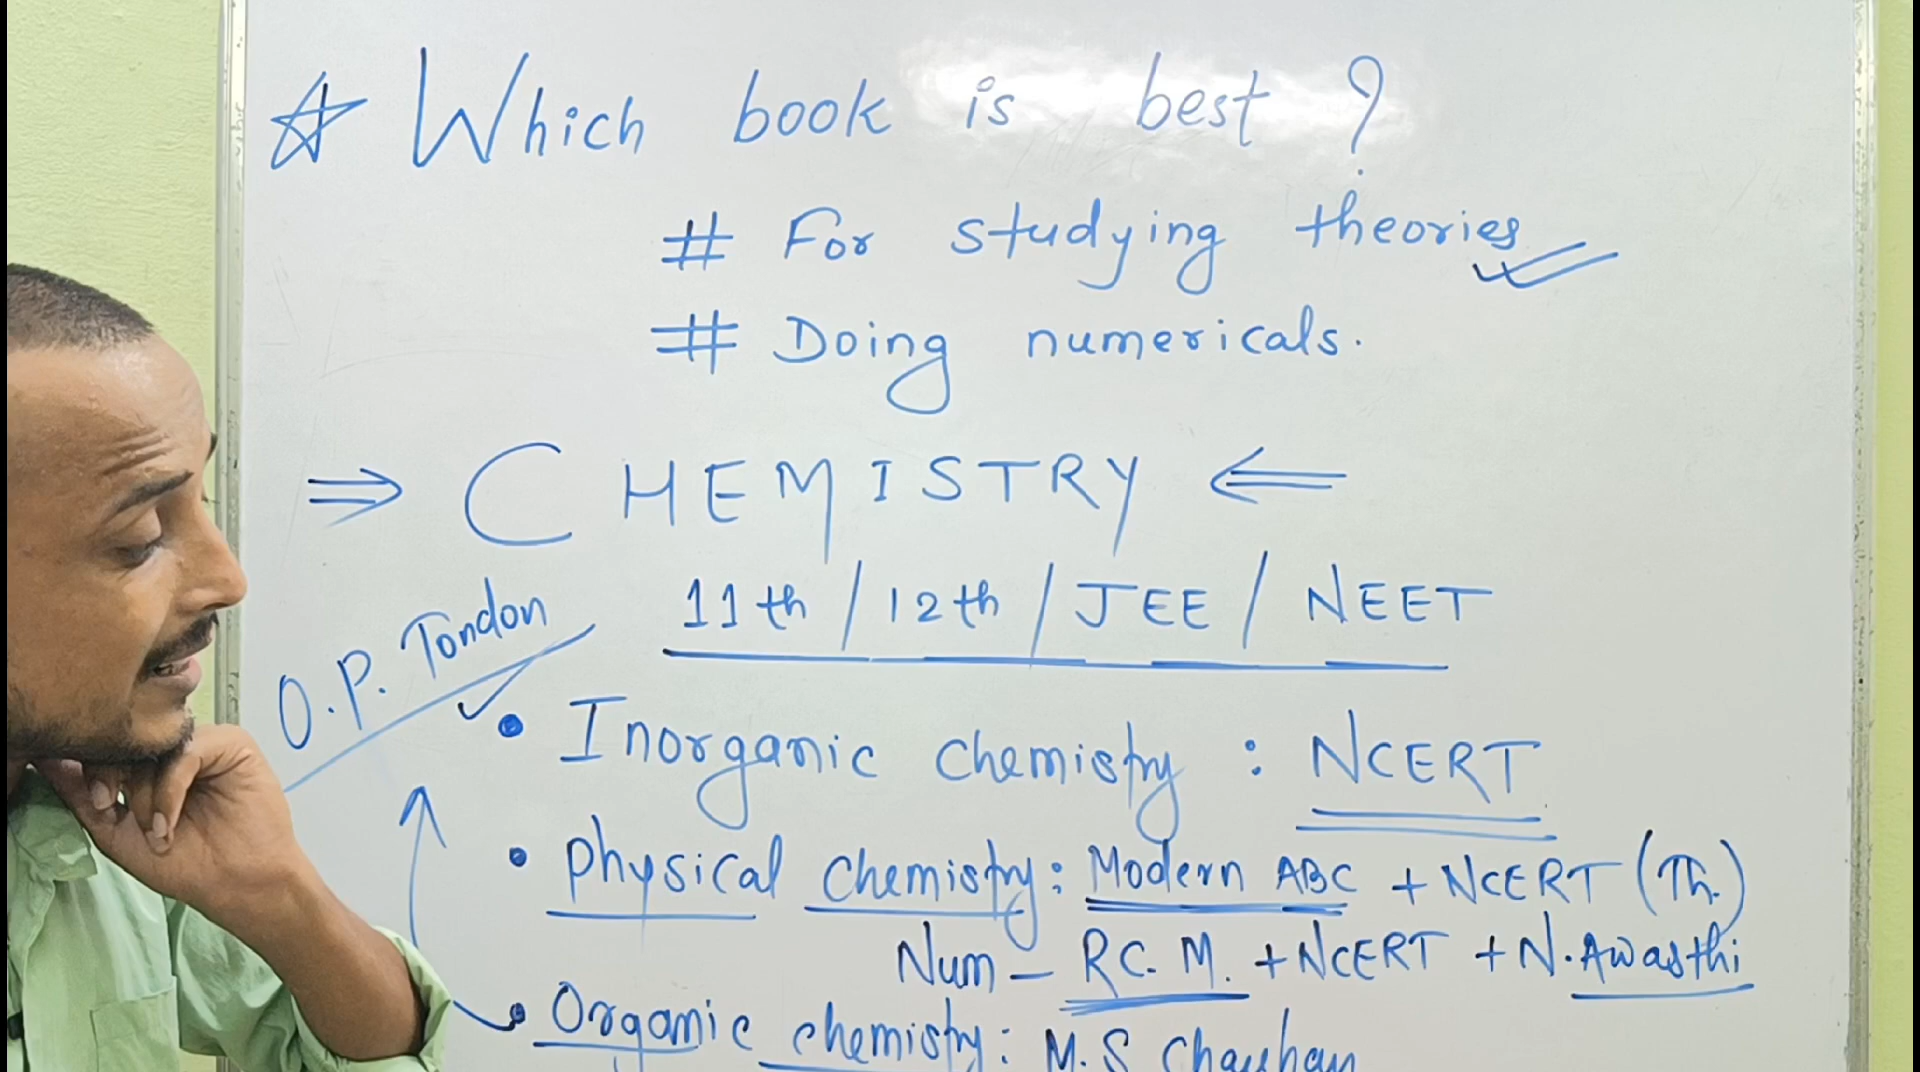 Which book is best ?
# For studying theories
# Doing numericals.
⇒ CHEMISTRY ⇐
11th / 12th / JEE / NEET
O.P. Tondon
• Inorganic chemistry : NCERT
• Physical chemistry : Modern ABC + NCERT (Th.)
Num - R.C. M. + NCERT + N. Awasthi
• Organic chemistry : M. S Chauhan